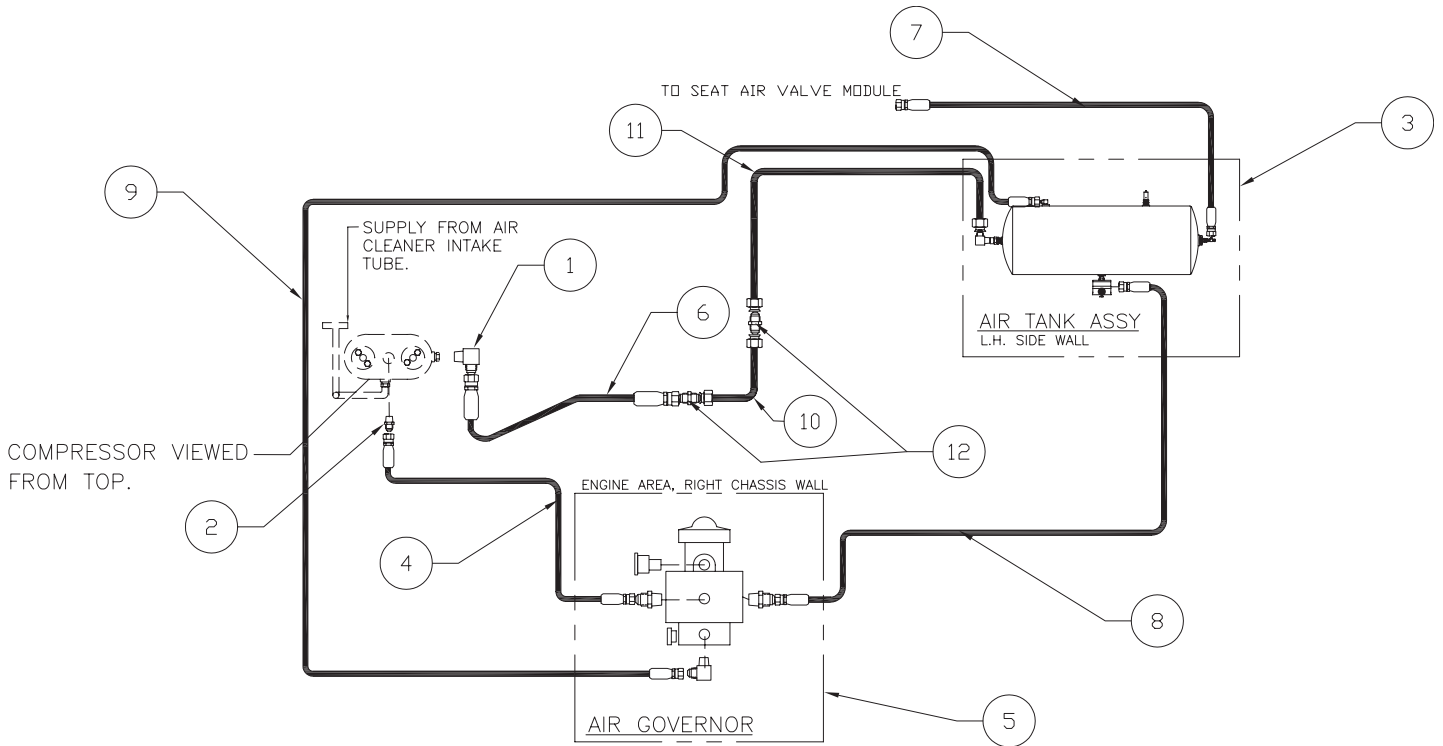 7
TO SEAT AIR VALVE MODULE
3
11
9
SUPPLY FROM AIR
CLEANER INTAKE
TUBE.
1
6
AIR TANK ASSY
L.H. SIDE WALL
10
12
COMPRESSOR VIEWED
FROM TOP.
2
ENGINE AREA, RIGHT CHASSIS WALL
4
8
5
AIR GOVERNOR